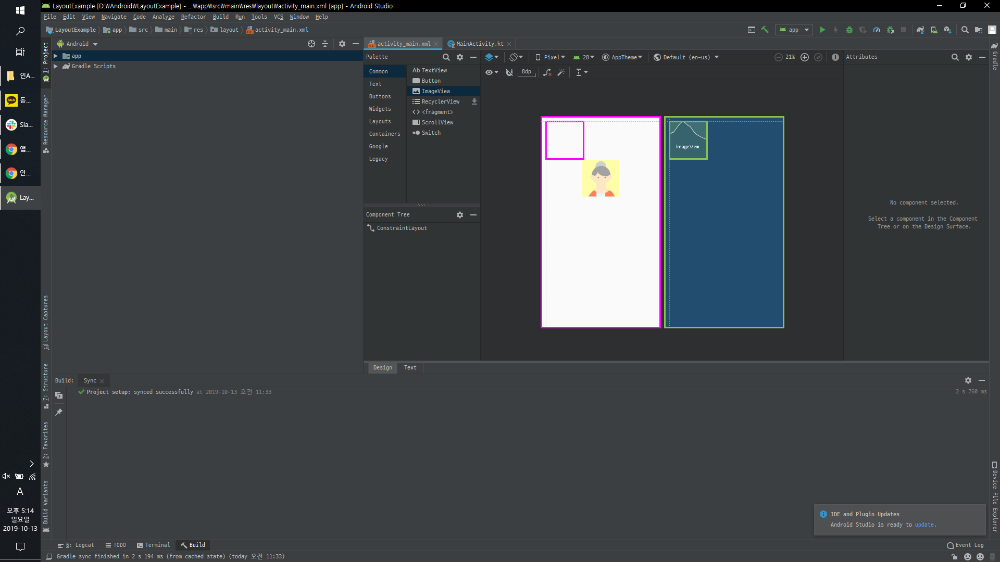 LayoutExample [D:₩Android₩LayoutExample] - ...₩app₩src₩main₩res₩layout₩activity_main.xml [app] - Android Studio
File Edit View Navigate Code Analyze Refactor Build Run Tools VCS Window Help
LayoutExample app src main res layout activity_main.xml
app
Android
activity_main.xml
MainActivity.kt
1: Project
Resource Manager
Layout Captures
7: Structure
2: Favorites
Build Variants
app
Gradle Scripts
Palette
Common
Text
Buttons
Widgets
Layouts
Containers
Google
Legacy
Ab TextView
Button
ImageView
RecyclerView
<fragment>
ScrollView
Switch
Component Tree
ConstraintLayout
Pixel
28
AppTheme
Default (en-us)
21%
8dp
ImageView
Attributes
No component selected.
Select a component in the Component
Tree or on the Design Surface.
Gradle
Device File Explorer
Design Text
Build: Sync
Project setup: synced successfully at 2019-10-13 오전 11:33
2 s 760 ms
IDE and Plugin Updates
Android Studio is ready to update.
6: Logcat TODO Terminal Build
Event Log
Gradle sync finished in 2 s 194 ms (from cached state) (today 오전 11:33)
인A...
TALK
동...
Sla...
앱...
안...
Lay...
A
오후 5:14
일요일
2019-10-13